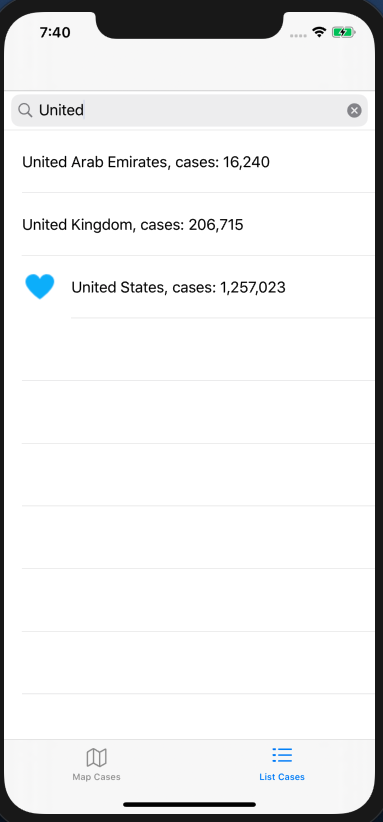 7:40
United
United Arab Emirates, cases: 16,240
United Kingdom, cases: 206,715
United States, cases: 1,257,023
Map Cases
List Cases